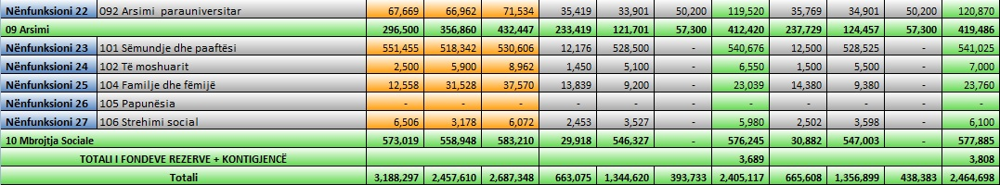 Nënfunksioni 22 092 Arsimi parauniversitar 67,669 66,962 71,534 35,419 33,901 50,200 119,520 35,769 34,901 50,200 120,870
09 Arsimi 296,500 356,860 432,447 233,419 121,701 57,300 412,420 237,729 124,457 57,300 419,486
Nënfunksioni 23 101 Sëmundje dhe paaftësi 551,455 518,342 530,606 12,176 528,500 - 540,676 12,500 528,525 - 541,025
Nënfunksioni 24 102 Të moshuarit 2,500 5,900 8,962 1,450 5,100 - 6,550 1,500 5,500 - 7,000
Nënfunksioni 25 104 Familje dhe fëmijë 12,558 31,528 37,570 13,839 9,200 - 23,039 14,380 9,380 - 23,760
Nënfunksioni 26 105 Papunësia - - - - - - - - - - -
Nënfunksioni 27 106 Strehimi social 6,506 3,178 6,072 2,453 3,527 - 5,980 2,502 3,598 - 6,100
10 Mbrojtja Sociale 573,019 558,948 583,210 29,918 546,327 - 576,245 30,882 547,003 - 577,885
TOTALI I FONDEVE REZERVE + KONTIGJENCË 3,689 3,808
Totali 3,188,297 2,457,610 2,687,348 663,075 1,344,620 393,733 2,405,117 665,608 1,356,899 438,383 2,464,698